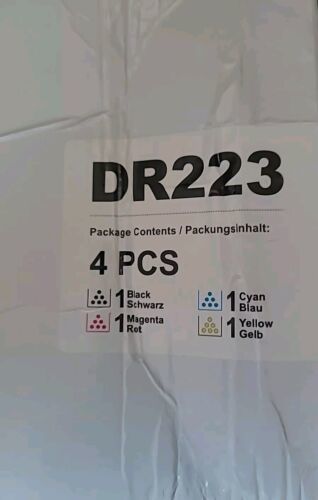 DR223
Package Contents / Packungsinhalt:
4 PCS
1 Black Schwarz
1 Cyan Blau
1 Magenta Rot
1 Yellow Gelb